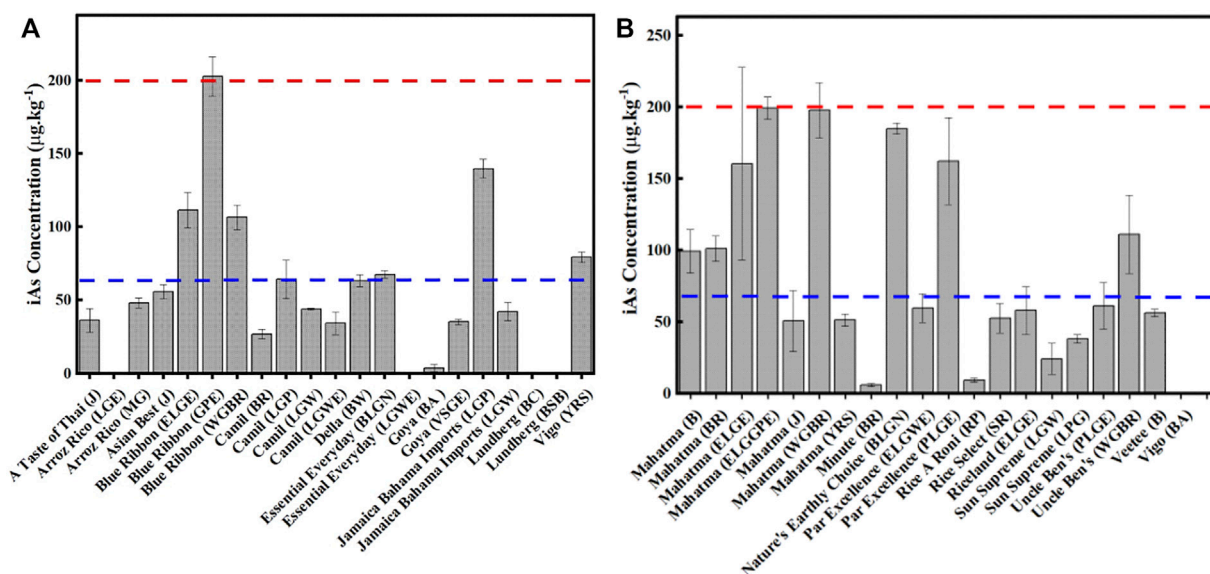 A
iAs Concentration (µg.kg-1)
200
150
100
50
0
A Taste of Thai (J)
Arroz Rico (LGE)
Arroz Rico (MG)
Asian Best (J)
Blue Ribbon (ELGE)
Blue Ribbon (GPE)
Blue Ribbon (WGBR)
Camil (BR)
Camil (LGP)
Camil (LGW)
Camil (LGWE)
Delta (BW)
Essential Everyday (BLGN)
Essential Everyday (LGWE)
Goya (BA )
Goya (VSGE)
Jamaica Bahama Imports (LGP)
Jamaica Bahama Imports (LGW)
Lundberg (BC)
Lundberg (BSB)
Vigo (YRS)
B
iAs Concentration (µg.kg-1)
250
200
150
100
50
0
Mahatma (B)
Mahatma (BR)
Mahatma (ELGE)
Mahatma (ELGGPE)
Mahatma (J)
Mahatma (WGBR)
Mahatma (YRS)
Minute (BR)
Nature's Earthly Choice (BLGN)
Par Excellence (ELGWE)
Par Excellence (PLGE)
Rice A Roni (RP)
Rice Select (SR)
Riceland (ELGE)
Sun Supreme (LGW)
Sun Supreme (LPG)
Uncle Ben's (PLGE)
Uncle Ben's (WGBR)
Veetee (B)
Vigo (BA)